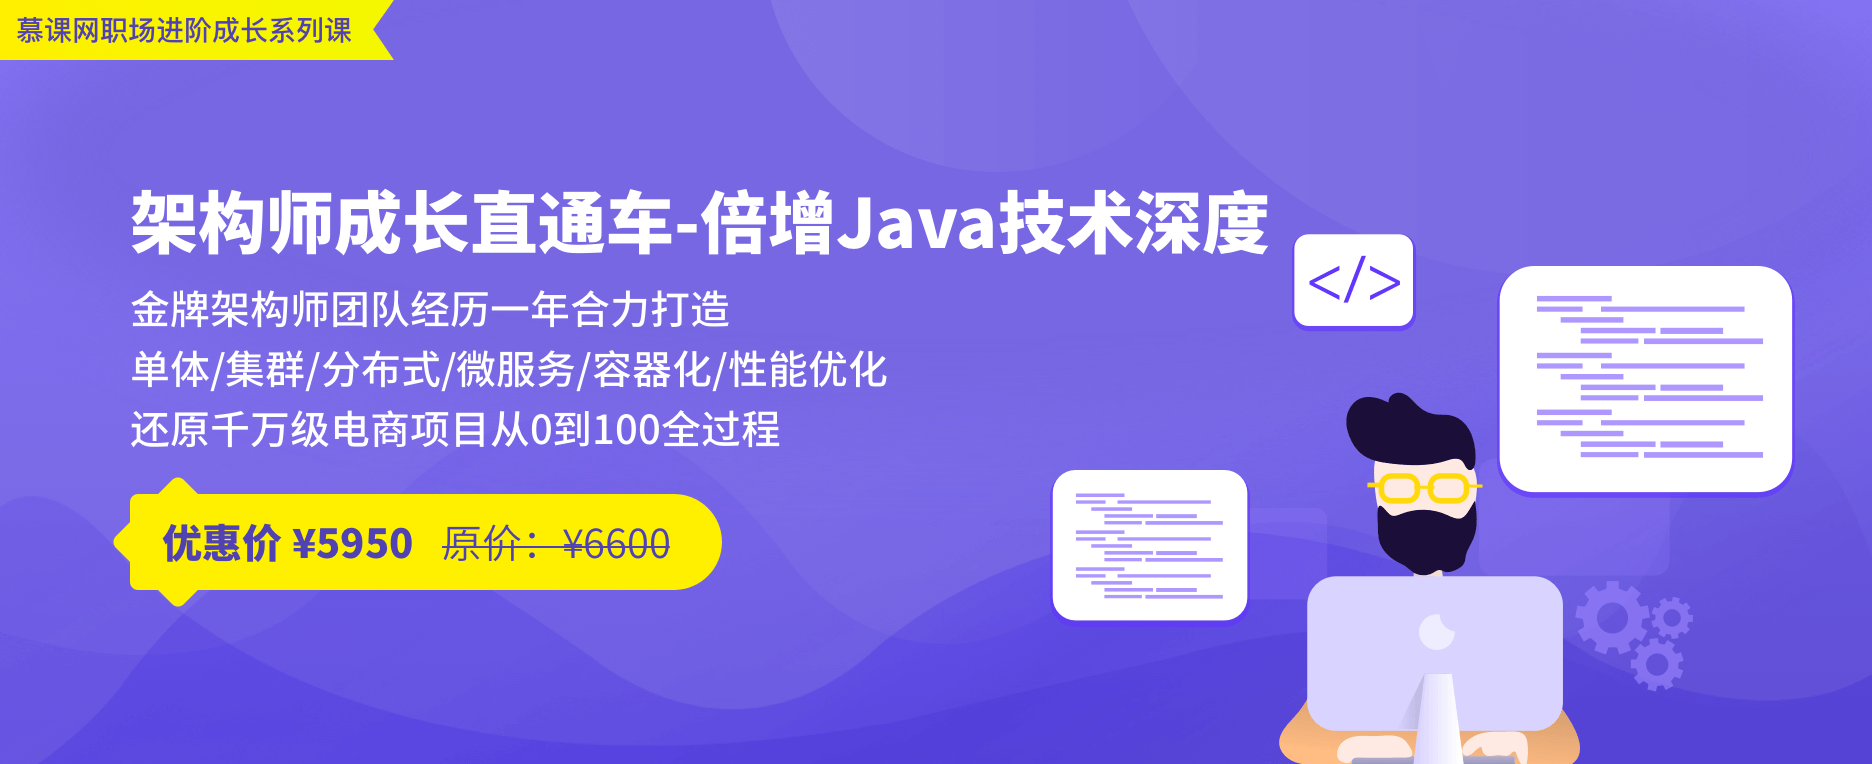 慕课网职场进阶成长系列课
架构师成长直通车-倍增Java技术深度
</>
金牌架构师团队经历一年合力打造
单体/集群/分布式/微服务/容器化/性能优化
还原千万级电商项目从0到100全过程
优惠价 ¥5950 原价：¥6600